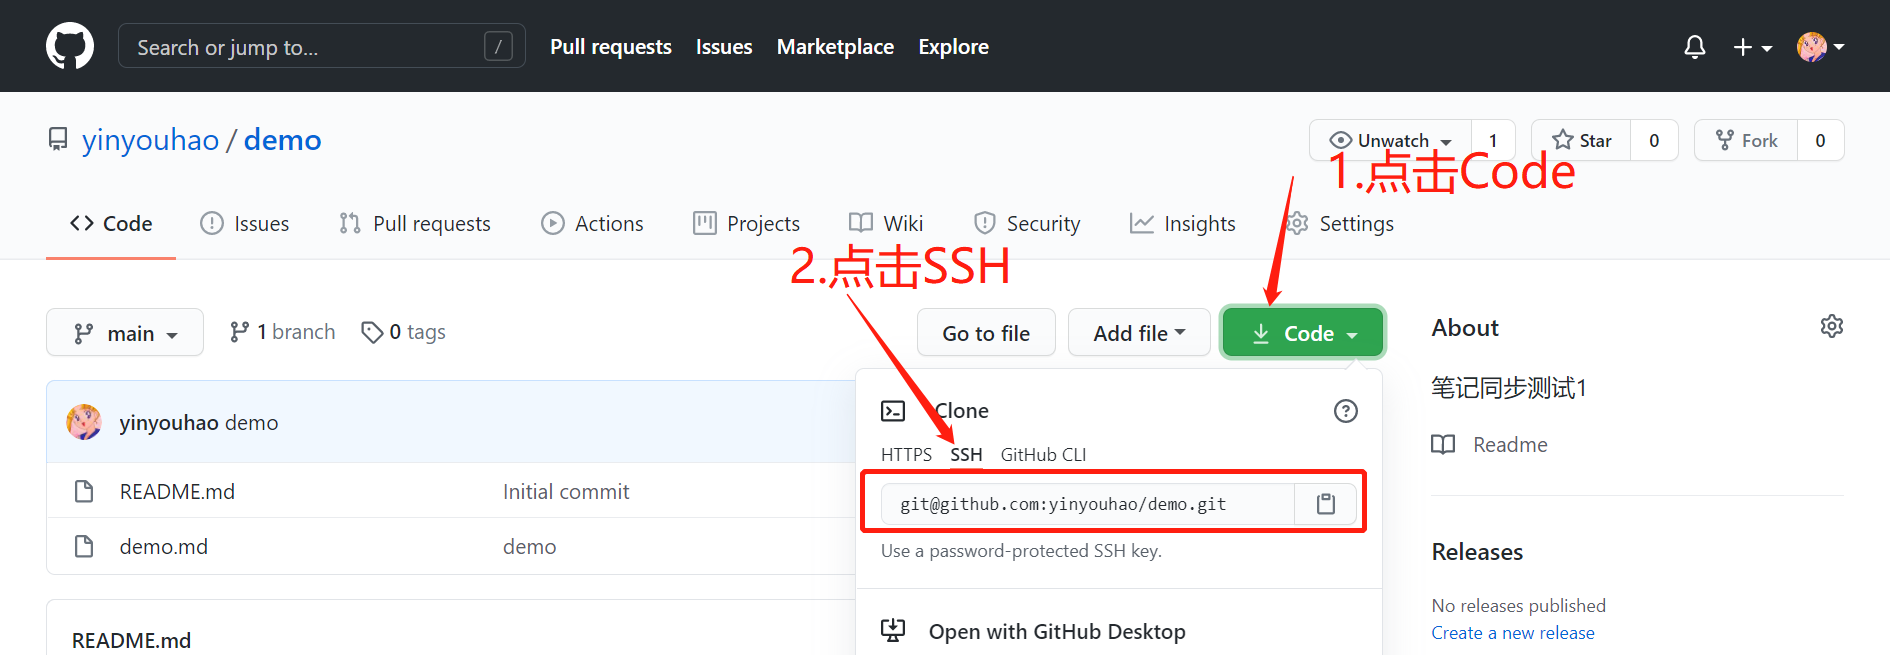 Search or jump to... /
Pull requests Issues Marketplace Explore
yinyouhao / demo
Unwatch 1 Star 0 Fork 0
1.点击Code
Code Issues Pull requests Actions Projects Wiki Security Insights Settings
2.点击SSH
main 1 branch 0 tags
Go to file Add file Code
About
笔记同步测试1
Readme
yinyouhao demo
README.md Initial commit
demo.md demo
README.md
Clone
HTTPS SSH GitHub CLI
git@github.com:yinyouhao/demo.git
Use a password-protected SSH key.
Open with GitHub Desktop
Releases
No releases published
Create a new release